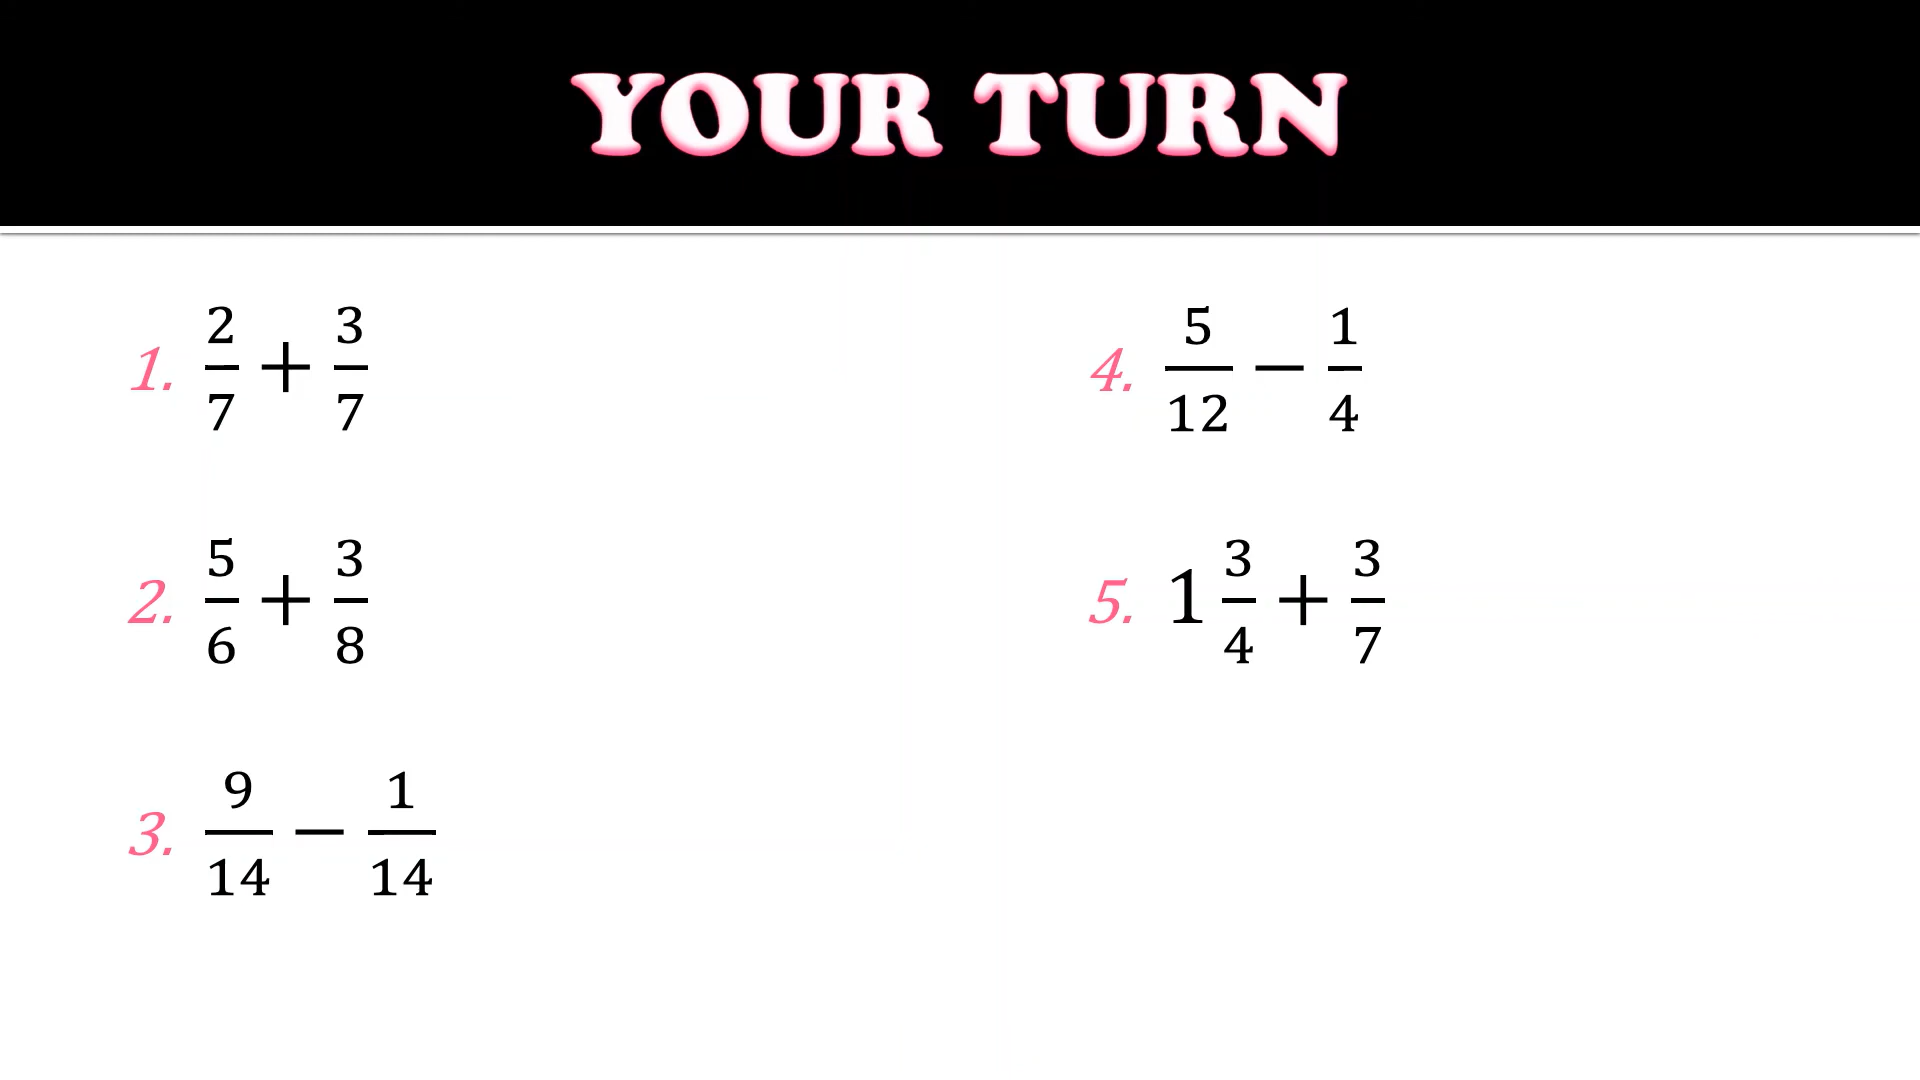 YOUR TURN
1. 2/7 + 3/7
2. 5/6 + 3/8
3. 9/14 − 1/14
4. 5/12 − 1/4
5. 1 3/4 + 3/7